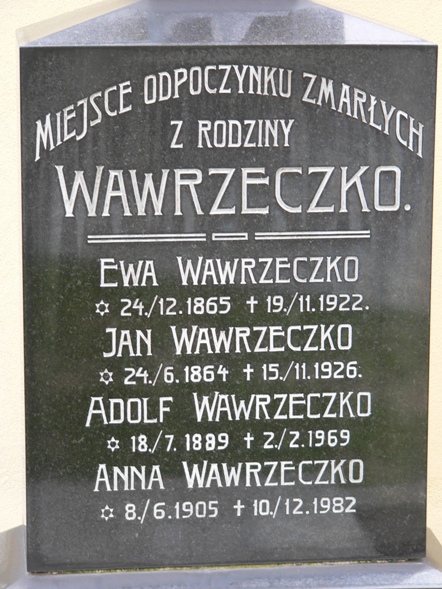 MIEJSCE ODPOCZYNKU ZMARŁYCH
Z RODZINY
WAWRZECZKO.
EWA WAWRZECZKO
✡ 24./12.1865 ✝ 19./11.1922.
JAN WAWRZECZKO
✡ 24./6.1864 ✝ 15./11.1926.
ADOLF WAWRZECZKO
✡ 18./7.1889 ✝ 2./2.1969
ANNA WAWRZECZKO
✡ 8./6.1905 ✝ 10./12.1982